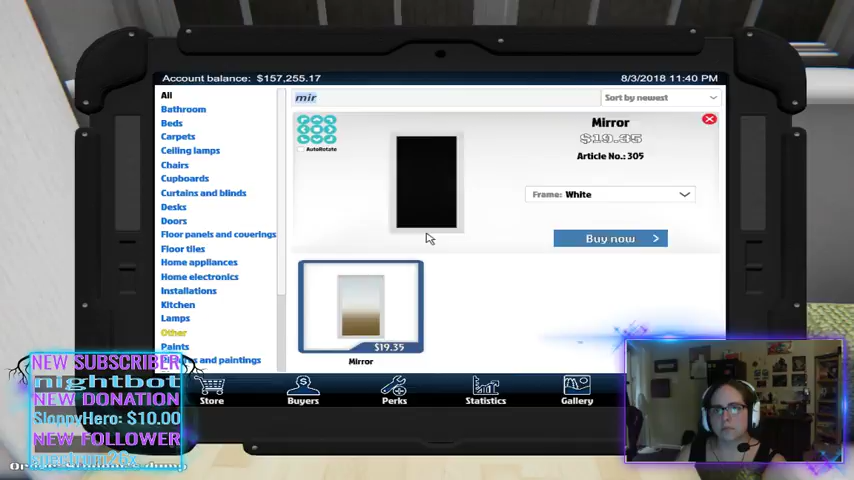 Account balance: $157,255.17
8/3/2018 11:40 PM
All
Bathroom
Beds
Carpets
Ceiling lamps
Chairs
Cupboards
Curtains and blinds
Desks
Doors
Floor panels and coverings
Floor tiles
Home appliances
Home electronics
Installations
Kitchen
Lamps
Other
Paints
and paintings
mir
Sort by newest
AutoRotate
Mirror
$19.35
Article No.: 305
Frame: White
Buy now
$19.35
Mirror
Store
Buyers
Perks
Statistics
Gallery
NEW SUBSCRIBER
nightbot
NEW DONATION
SloppyHero: $10.00
NEW FOLLOWER